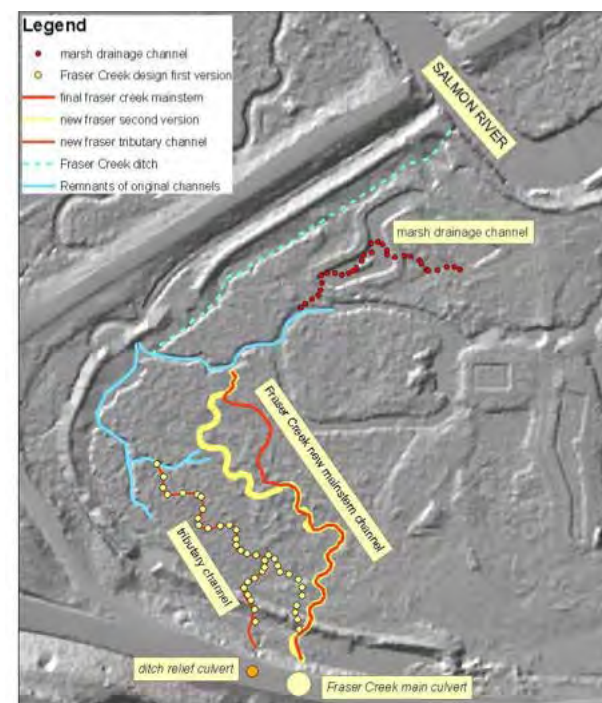 Legend
marsh drainage channel
Fraser Creek design first version
final fraser creek mainstem
new fraser second version
new fraser tributary channel
Fraser Creek ditch
Remnants of original channels
SALMON RIVER
marsh drainage channel
Fraser Creek new mainstem channel
tributary channel
ditch relief culvert
Fraser Creek main culvert